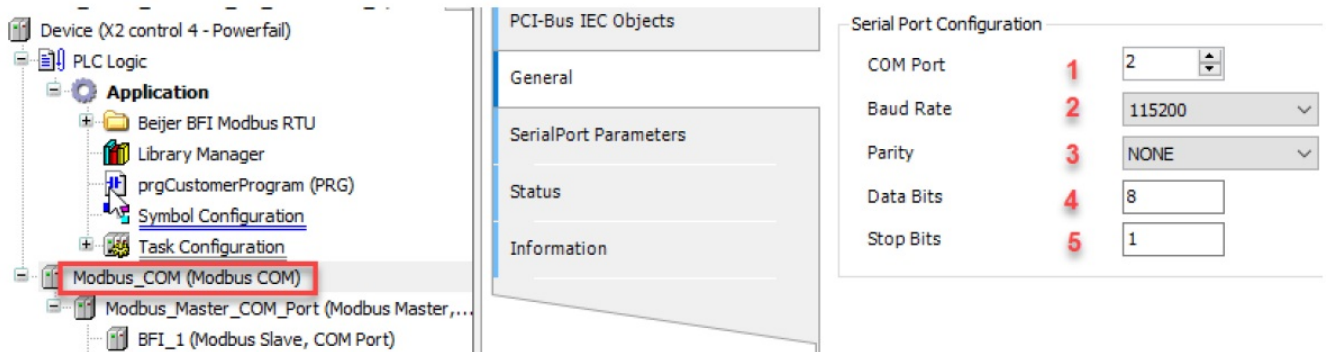 Device (X2 control 4 - Powerfail)
PLC Logic
Application
Beijer BFI Modbus RTU
Library Manager
prgCustomerProgram (PRG)
Symbol Configuration
Task Configuration
Modbus_COM (Modbus COM)
Modbus_Master_COM_Port (Modbus Master,...
BFI_1 (Modbus Slave, COM Port)
PCI-Bus IEC Objects
General
SerialPort Parameters
Status
Information
Serial Port Configuration
COM Port 1 2
Baud Rate 2 115200
Parity 3 NONE
Data Bits 4 8
Stop Bits 5 1